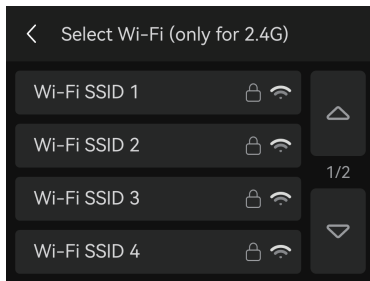 Select Wi-Fi (only for 2.4G)
Wi-Fi SSID 1
Wi-Fi SSID 2
1/2
Wi-Fi SSID 3
Wi-Fi SSID 4